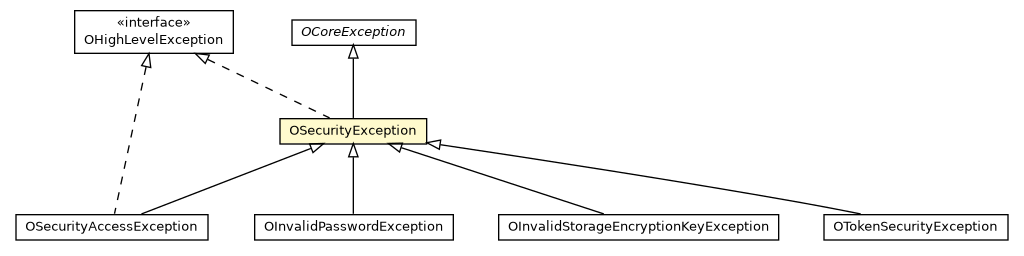 «interface»
OHighLevelException
OCoreException
OSecurityException
OSecurityAccessException
OInvalidPasswordException
OInvalidStorageEncryptionKeyException
OTokenSecurityException